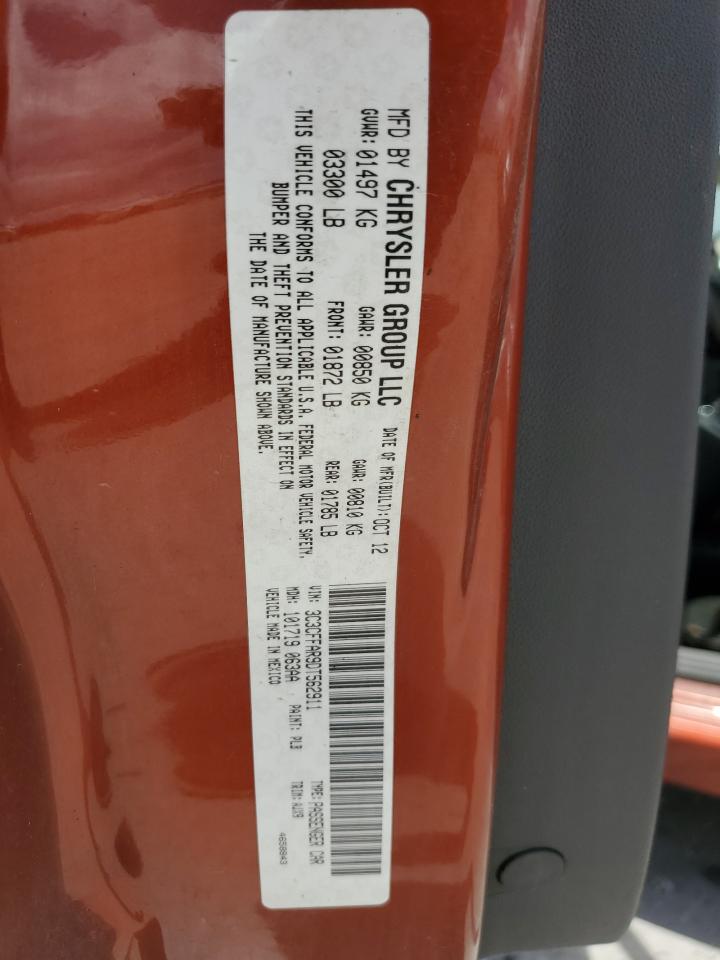 MFD BY CHRYSLER GROUP LLC
DATE OF MFR(BUILT): OCT 12
GVWR: 01497 KG
GAWR: 00850 KG
GAWR: 00810 KG
03300 LB
FRONT: 01872 LB
REAR: 01785 LB
THIS VEHICLE CONFORMS TO ALL APPLICABLE U.S.A. FEDERAL MOTOR VEHICLE SAFETY,
BUMPER AND THEFT PREVENTION STANDARDS IN EFFECT ON
THE DATE OF MANUFACTURE SHOWN ABOVE.
VIN: 3C3CFFAR9DT562911
TYPE: PASSENGER CAR
MDH: 101719 063AA
PAINT: PLB
TRIM: AJX9
VEHICLE MADE IN MEXICO